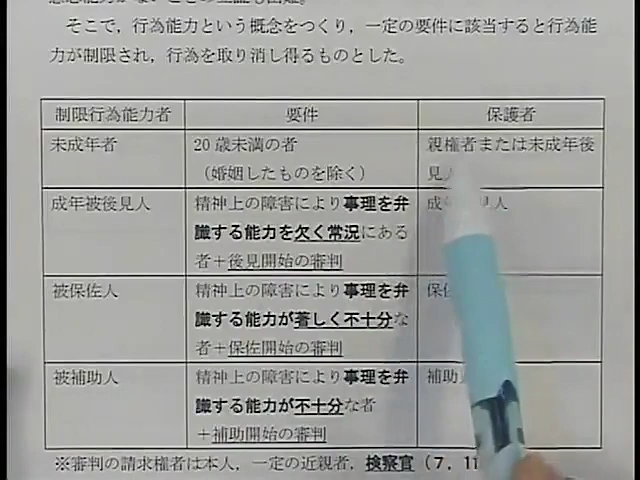 そこで，行為能力という概念をつくり，一定の要件に該当すると行為能
力が制限され，行為を取り消し得るものとした。
制限行為能力者 要件 保護者
未成年者 20歳未満の者 親権者または未成年後
（婚姻したものを除く） 見
成年被後見人 精神上の障害により事理を弁 成 見人
識する能力を欠く常況にある
者＋後見開始の審判
被保佐人 精神上の障害により事理を弁 保
識する能力が著しく不十分な
者＋保佐開始の審判
被補助人 精神上の障害により事理を弁 補助
識する能力が不十分な者
＋補助開始の審判
※審判の請求権者は本人，一定の近親者，検察官（7．11